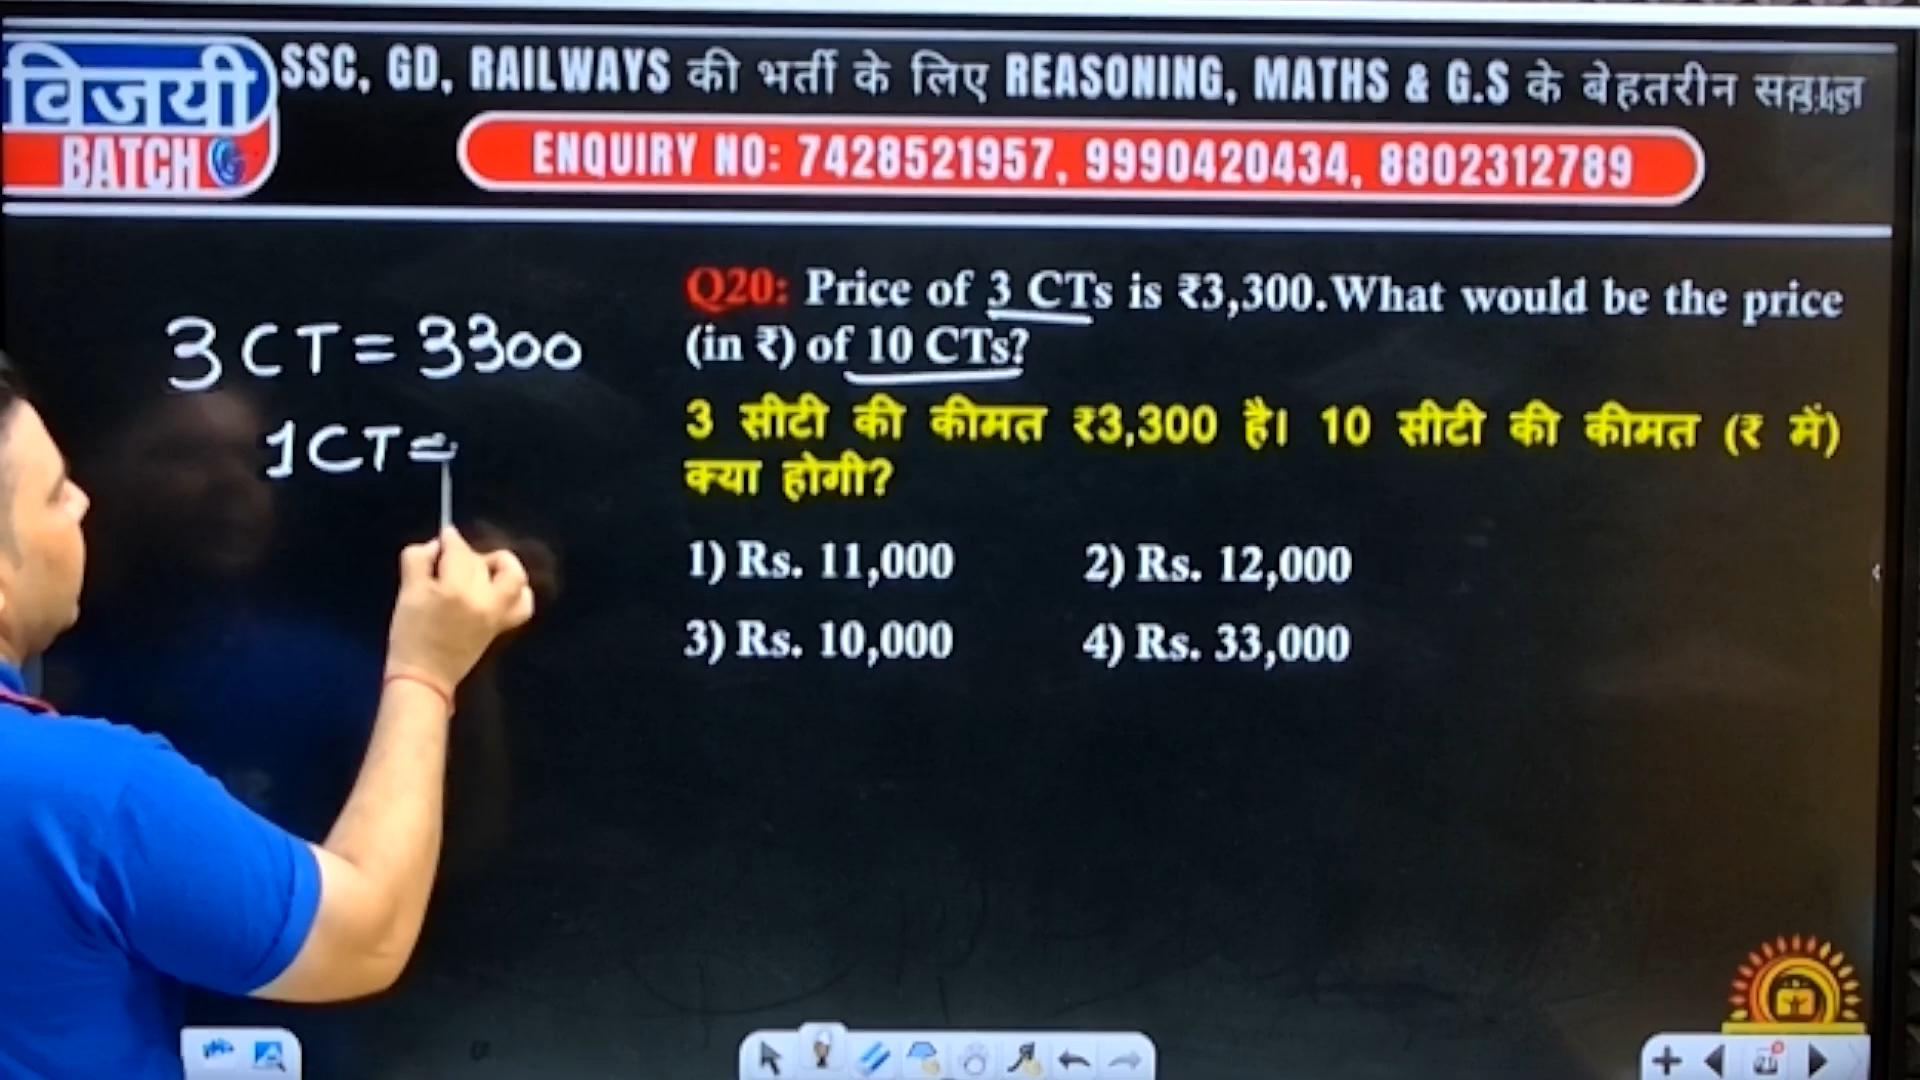 विजयी
BATCH
SSC, GD, RAILWAYS की भर्ती के लिए REASONING, MATHS & G.S के बेहतरीन सवाल
ENQUIRY NO: 7428521957, 9990420434, 8802312789
3 CT = 3300
1 CT =
Q20: Price of 3 CTs is ₹3,300.What would be the price
(in ₹) of 10 CTs?
3 सीटी की कीमत ₹3,300 है। 10 सीटी की कीमत (₹ में)
क्या होगी?
1) Rs. 11,000
2) Rs. 12,000
3) Rs. 10,000
4) Rs. 33,000